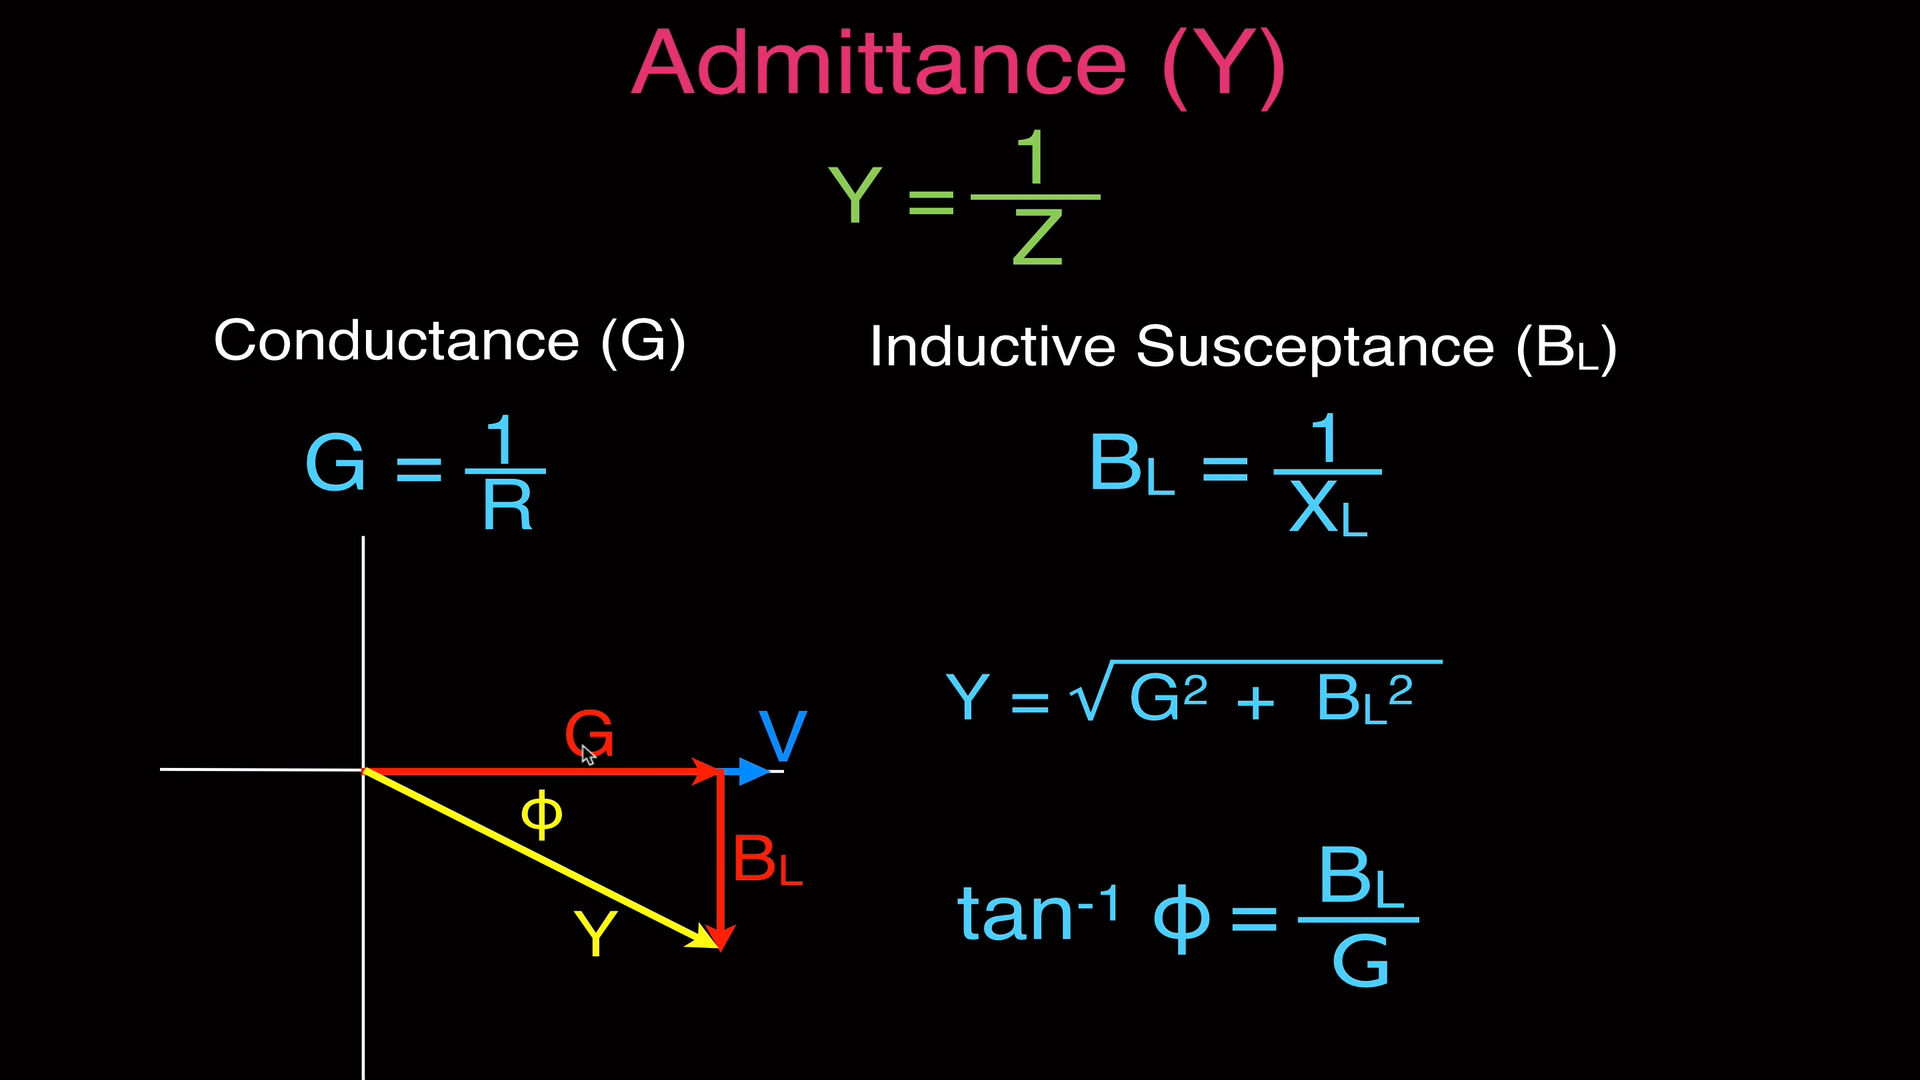 Admittance (Y)
Y = 1/Z
Conductance (G)
Inductive Susceptance (BL)
G = 1/R
BL = 1/XL
Y = √G² + BL²
G
V
ϕ
BL
Y
tan⁻¹ ϕ = BL/G